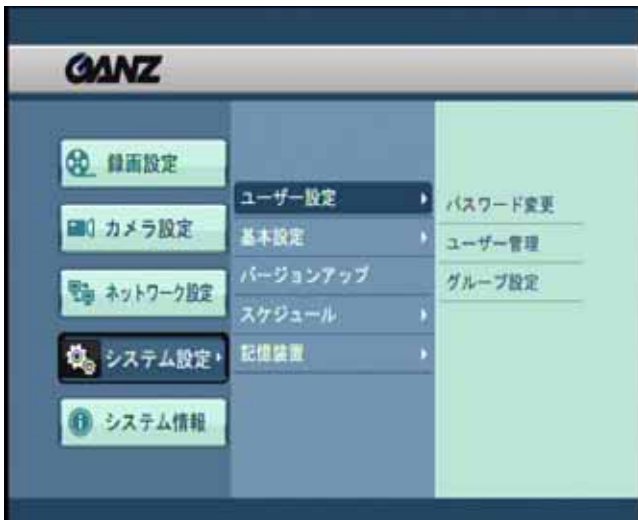 GANZ
録画設定
カメラ設定
ネットワーク設定
システム設定
システム情報
ユーザー設定
基本設定
バージョンアップ
スケジュール
記憶装置
パスワード変更
ユーザー管理
グループ設定